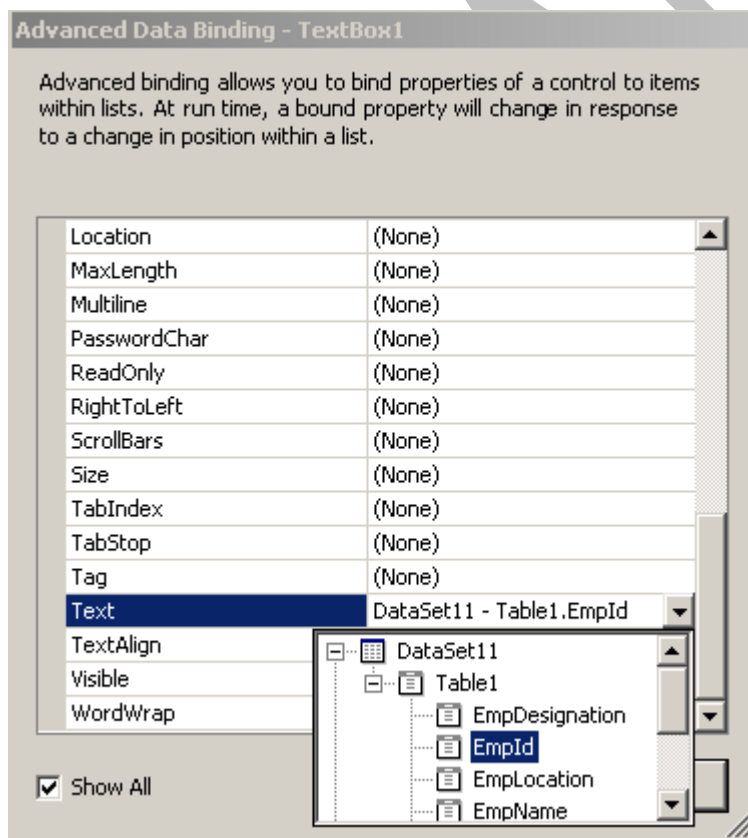 Advanced Data Binding - TextBox1
Advanced binding allows you to bind properties of a control to items
within lists. At run time, a bound property will change in response
to a change in position within a list.
Location (None)
MaxLength (None)
Multiline (None)
PasswordChar (None)
ReadOnly (None)
RightToLeft (None)
ScrollBars (None)
Size (None)
TabIndex (None)
TabStop (None)
Tag (None)
Text DataSet11 - Table1.EmpId
TextAlign
Visible
WordWrap
DataSet11
Table1
EmpDesignation
EmpId
EmpLocation
EmpName
Show All